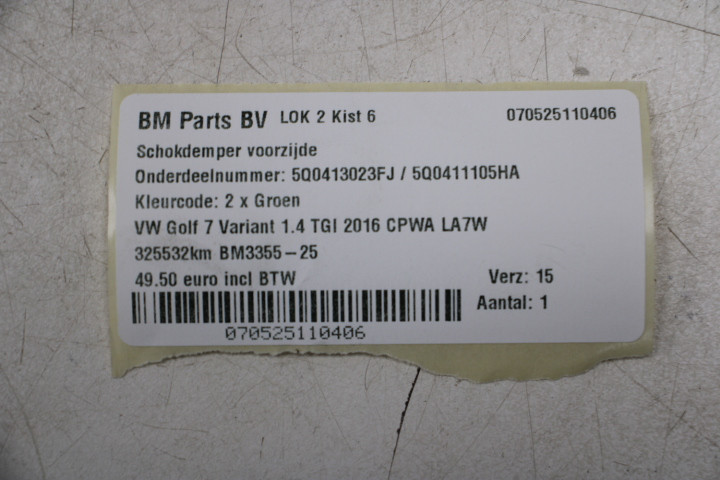 BM Parts BV LOK 2 Kist 6 070525110406
Schokdemper voorzijde
Onderdeelnummer: 5Q0413023FJ / 5Q0411105HA
Kleurcode: 2 x Groen
VW Golf 7 Variant 1.4 TGI 2016 CPWA LA7W
325532km BM3355-25
49.50 euro incl BTW Verz: 15
Aantal: 1
070525110406